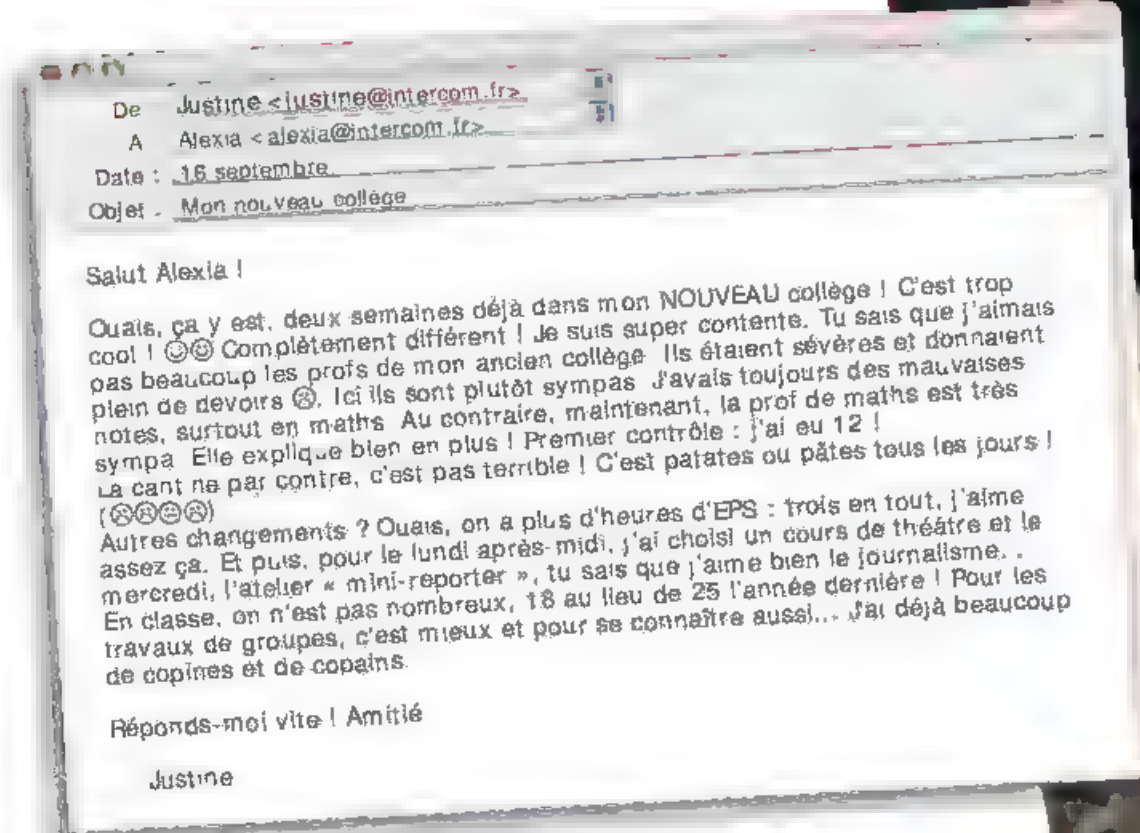 De Justine <justine@intercom.fr>
A Alexia <alexia@intercom.fr>
Date : 16 septembre
Objet : Mon nouveau collège
Salut Alexia !
Ouais, ça y est, deux semaines déjà dans mon NOUVEAU collège ! C'est trop
cool ! ☺☺ Complètement différent ! Je suis super contente. Tu sais que j'aimais
pas beaucoup les profs de mon ancien collège. Ils étaient sévères et donnaient
plein de devoirs ☹. Ici ils sont plutôt sympas. J'avais toujours des mauvaises
notes, surtout en maths. Au contraire, maintenant, la prof de maths est très
sympa. Elle explique bien en plus ! Premier contrôle : j'ai eu 12 !
La cantine par contre, c'est pas terrible ! C'est patates ou pâtes tous les jours !
(☹☹☹☹)
Autres changements ? Ouais, on a plus d'heures d'EPS : trois en tout, j'aime
assez ça. Et puis, pour le lundi après-midi, j'ai choisi un cours de théâtre et le
mercredi, l'atelier « mini-reporter », tu sais que j'aime bien le journalisme...
En classe, on n'est pas nombreux, 18 au lieu de 25 l'année dernière ! Pour les
travaux de groupes, c'est mieux et pour se connaître aussi... J'ai déjà beaucoup
de copines et de copains.
Réponds-moi vite ! Amitié
Justine